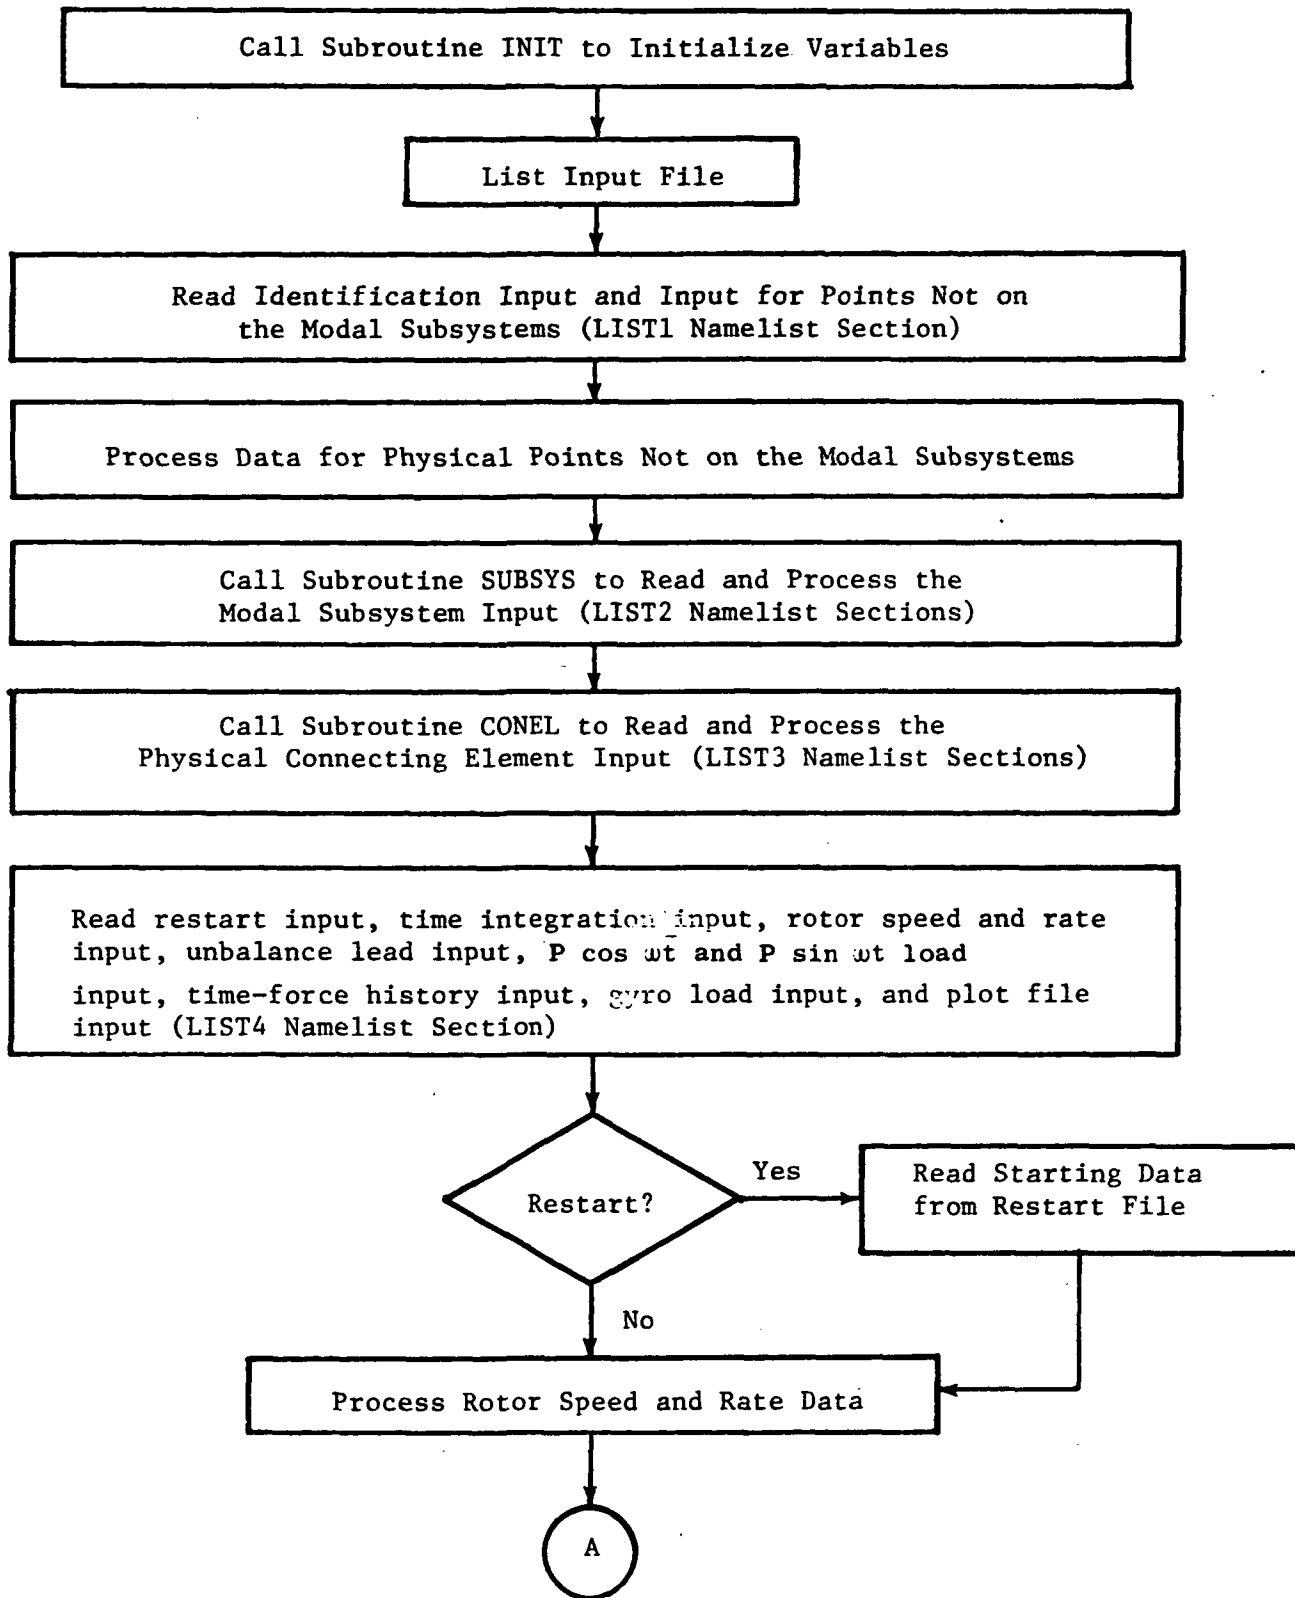 Call Subroutine INIT to Initialize Variables
List Input File
Read Identification Input and Input for Points Not on
the Modal Subsystems (LIST1 Namelist Section)
Process Data for Physical Points Not on the Modal Subsystems
Call Subroutine SUBSYS to Read and Process the
Modal Subsystem Input (LIST2 Namelist Sections)
Call Subroutine CONEL to Read and Process the
Physical Connecting Element Input (LIST3 Namelist Sections)
Read restart input, time integration input, rotor speed and rate
input, unbalance lead input, P cos ωt and P sin ωt load
input, time-force history input, gyro load input, and plot file
input (LIST4 Namelist Section)
Restart?
Yes
Read Starting Data
from Restart File
No
Process Rotor Speed and Rate Data
A